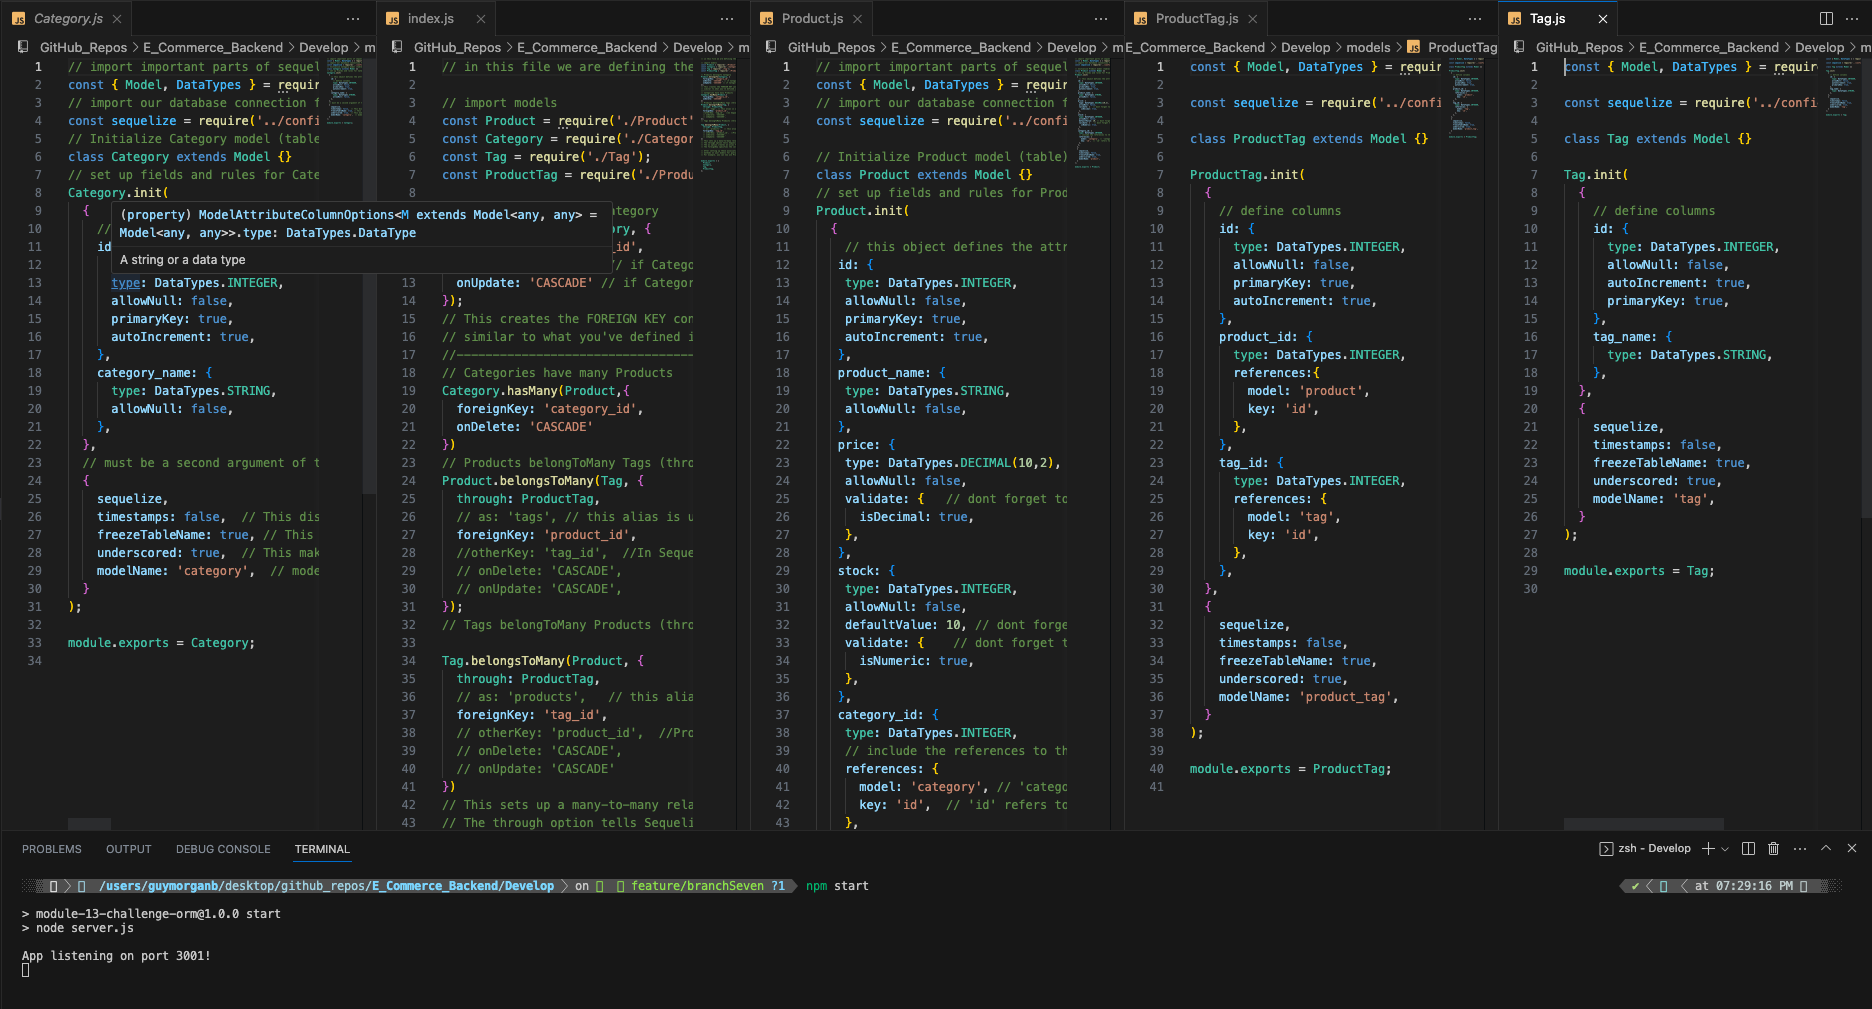 Category.js
GitHub_Repos > E_Commerce_Backend > Develop > m
1 // import important parts of sequel
2 const { Model, DataTypes } = requir
3 // import our database connection f
4 const sequelize = require('../confi
5 // Initialize Category model (table
6 class Category extends Model {}
7 // set up fields and rules for Cate
8 Category.init(
9 {
10 //
11 id
12
13 type: DataTypes.INTEGER,
14 allowNull: false,
15 primaryKey: true,
16 autoIncrement: true,
17 },
18 category_name: {
19 type: DataTypes.STRING,
20 allowNull: false,
21 },
22 },
23 // must be a second argument of t
24 {
25 sequelize,
26 timestamps: false, // This dis
27 freezeTableName: true, // This
28 underscored: true, // This mak
29 modelName: 'category', // mode
30 }
31 );
32
33 module.exports = Category;
34
(property) ModelAttributeColumnOptions<M extends Model<any, any> =
Model<any, any>>.type: DataTypes.DataType
A string or a data type
index.js
GitHub_Repos > E_Commerce_Backend > Develop > m
1 // in this file we are defining the
2
3 // import models
4 const Product = require('./Product'
5 const Category = require('./Categor
6 const Tag = require('./Tag');
7 const ProductTag = require('./Produ
8
ategory
ry, {
_id',
// if Categ
13 onUpdate: 'CASCADE' // if Categor
14 });
15 // This creates the FOREIGN KEY con
16 // similar to what you've defined i
17 //---------------------------------
18 // Categories have many Products
19 Category.hasMany(Product,{
20 foreignKey: 'category_id',
21 onDelete: 'CASCADE'
22 })
23 // Products belongToMany Tags (thro
24 Product.belongsToMany(Tag, {
25 through: ProductTag,
26 // as: 'tags', // this alias is u
27 foreignKey: 'product_id',
28 //otherKey: 'tag_id', //In Seque
29 // onDelete: 'CASCADE',
30 // onUpdate: 'CASCADE',
31 });
32 // Tags belongToMany Products (thro
33
34 Tag.belongsToMany(Product, {
35 through: ProductTag,
36 // as: 'products', // this alia
37 foreignKey: 'tag_id',
38 // otherKey: 'product_id', //Pro
39 // onDelete: 'CASCADE',
40 // onUpdate: 'CASCADE'
41 })
42 // This sets up a many-to-many rela
43 // The through option tells Sequeli
Product.js
GitHub_Repos > E_Commerce_Backend > Develop > m
1 // import important parts of sequel
2 const { Model, DataTypes } = requir
3 // import our database connection f
4 const sequelize = require('../confi
5
6 // Initialize Product model (table)
7 class Product extends Model {}
8 // set up fields and rules for Prod
9 Product.init(
10 {
11 // this object defines the attr
12 id: {
13 type: DataTypes.INTEGER,
14 allowNull: false,
15 primaryKey: true,
16 autoIncrement: true,
17 },
18 product_name: {
19 type: DataTypes.STRING,
20 allowNull: false,
21 },
22 price: {
23 type: DataTypes.DECIMAL(10,2),
24 allowNull: false,
25 validate: { // dont forget to
26 isDecimal: true,
27 },
28 },
29 stock: {
30 type: DataTypes.INTEGER,
31 allowNull: false,
32 defaultValue: 10, // dont forge
33 validate: { // dont forget t
34 isNumeric: true,
35 },
36 },
37 category_id: {
38 type: DataTypes.INTEGER,
39 // include the references to th
40 references: {
41 model: 'category', // 'catego
42 key: 'id', // 'id' refers to
43 },
ProductTag.js
E_Commerce_Backend > Develop > models > ProductTag
1 const { Model, DataTypes } = requir
2
3 const sequelize = require('../confi
4
5 class ProductTag extends Model {}
6
7 ProductTag.init(
8 {
9 // define columns
10 id: {
11 type: DataTypes.INTEGER,
12 allowNull: false,
13 primaryKey: true,
14 autoIncrement: true,
15 },
16 product_id: {
17 type: DataTypes.INTEGER,
18 references:{
19 model: 'product',
20 key: 'id',
21 },
22 },
23 tag_id: {
24 type: DataTypes.INTEGER,
25 references: {
26 model: 'tag',
27 key: 'id',
28 },
29 },
30 },
31 {
32 sequelize,
33 timestamps: false,
34 freezeTableName: true,
35 underscored: true,
36 modelName: 'product_tag',
37 }
38 );
39
40 module.exports = ProductTag;
41
Tag.js
GitHub_Repos > E_Commerce_Backend > Develop >
1 const { Model, DataTypes } = requir
2
3 const sequelize = require('../confi
4
5 class Tag extends Model {}
6
7 Tag.init(
8 {
9 // define columns
10 id: {
11 type: DataTypes.INTEGER,
12 allowNull: false,
13 autoIncrement: true,
14 primaryKey: true,
15 },
16 tag_name: {
17 type: DataTypes.STRING,
18 },
19 },
20 {
21 sequelize,
22 timestamps: false,
23 freezeTableName: true,
24 underscored: true,
25 modelName: 'tag',
26 }
27 );
28
29 module.exports = Tag;
30
PROBLEMS OUTPUT DEBUG CONSOLE TERMINAL
zsh - Develop
/users/guymorganb/desktop/github_repos/E_Commerce_Backend/Develop > on feature/branchSeven ?1 npm start
✔ at 07:29:16 PM
> module-13-challenge-orm@1.0.0 start
> node server.js
App listening on port 3001!